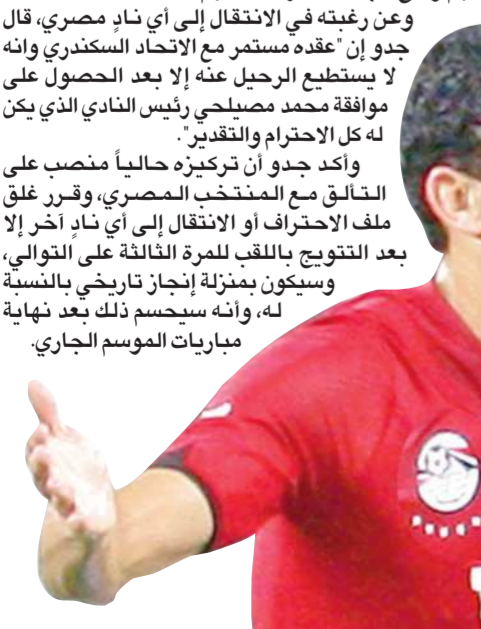 وعن رغبته في الانتقال إلى أي نادٍ مصري، قال
جدو إن "عقده مستمر مع الاتحاد السكندري وانه
لا يستطيع الرحيل عنه إلا بعد الحصول على
موافقة محمد مصيلحي رئيس النادي الذي يكن
له كل الاحترام والتقدير".
وأكد جدو أن تركيزه حالياً منصب على
التألق مع المنتخب المصري، وقرر غلق
ملف الاحتراف أو الانتقال إلى أي نادٍ آخر إلا
بعد التتويج باللقب للمرة الثالثة على التوالي،
وسيكون بمنزلة إنجاز تاريخي بالنسبة
له، وأنه سيحسم ذلك بعد نهاية
مباريات الموسم الجاري.